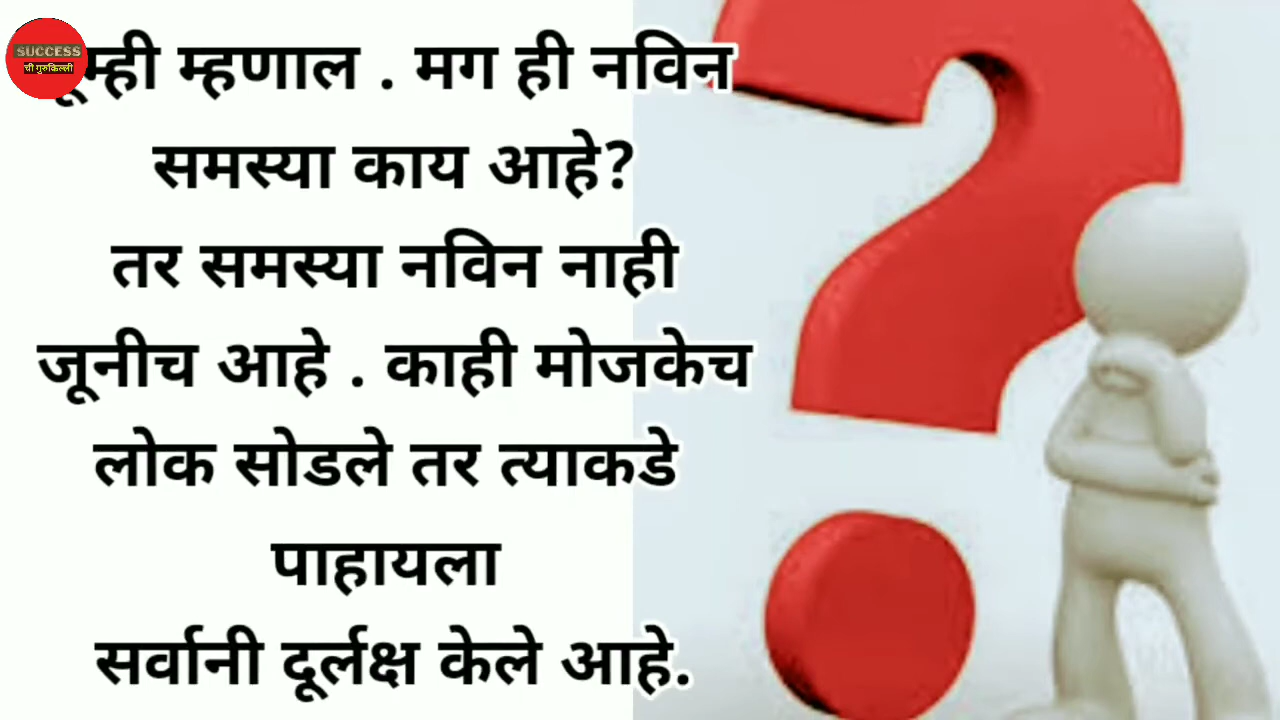 SUCCESS
ची गुरुकिल्ली
म्हणाल . मग ही नविन
समस्या काय आहे?
तर समस्या नविन नाही
जूनीच आहे . काही मोजकेच
लोक सोडले तर त्याकडे
पाहायला
सर्वानी दूर्लक्ष केले आहे.